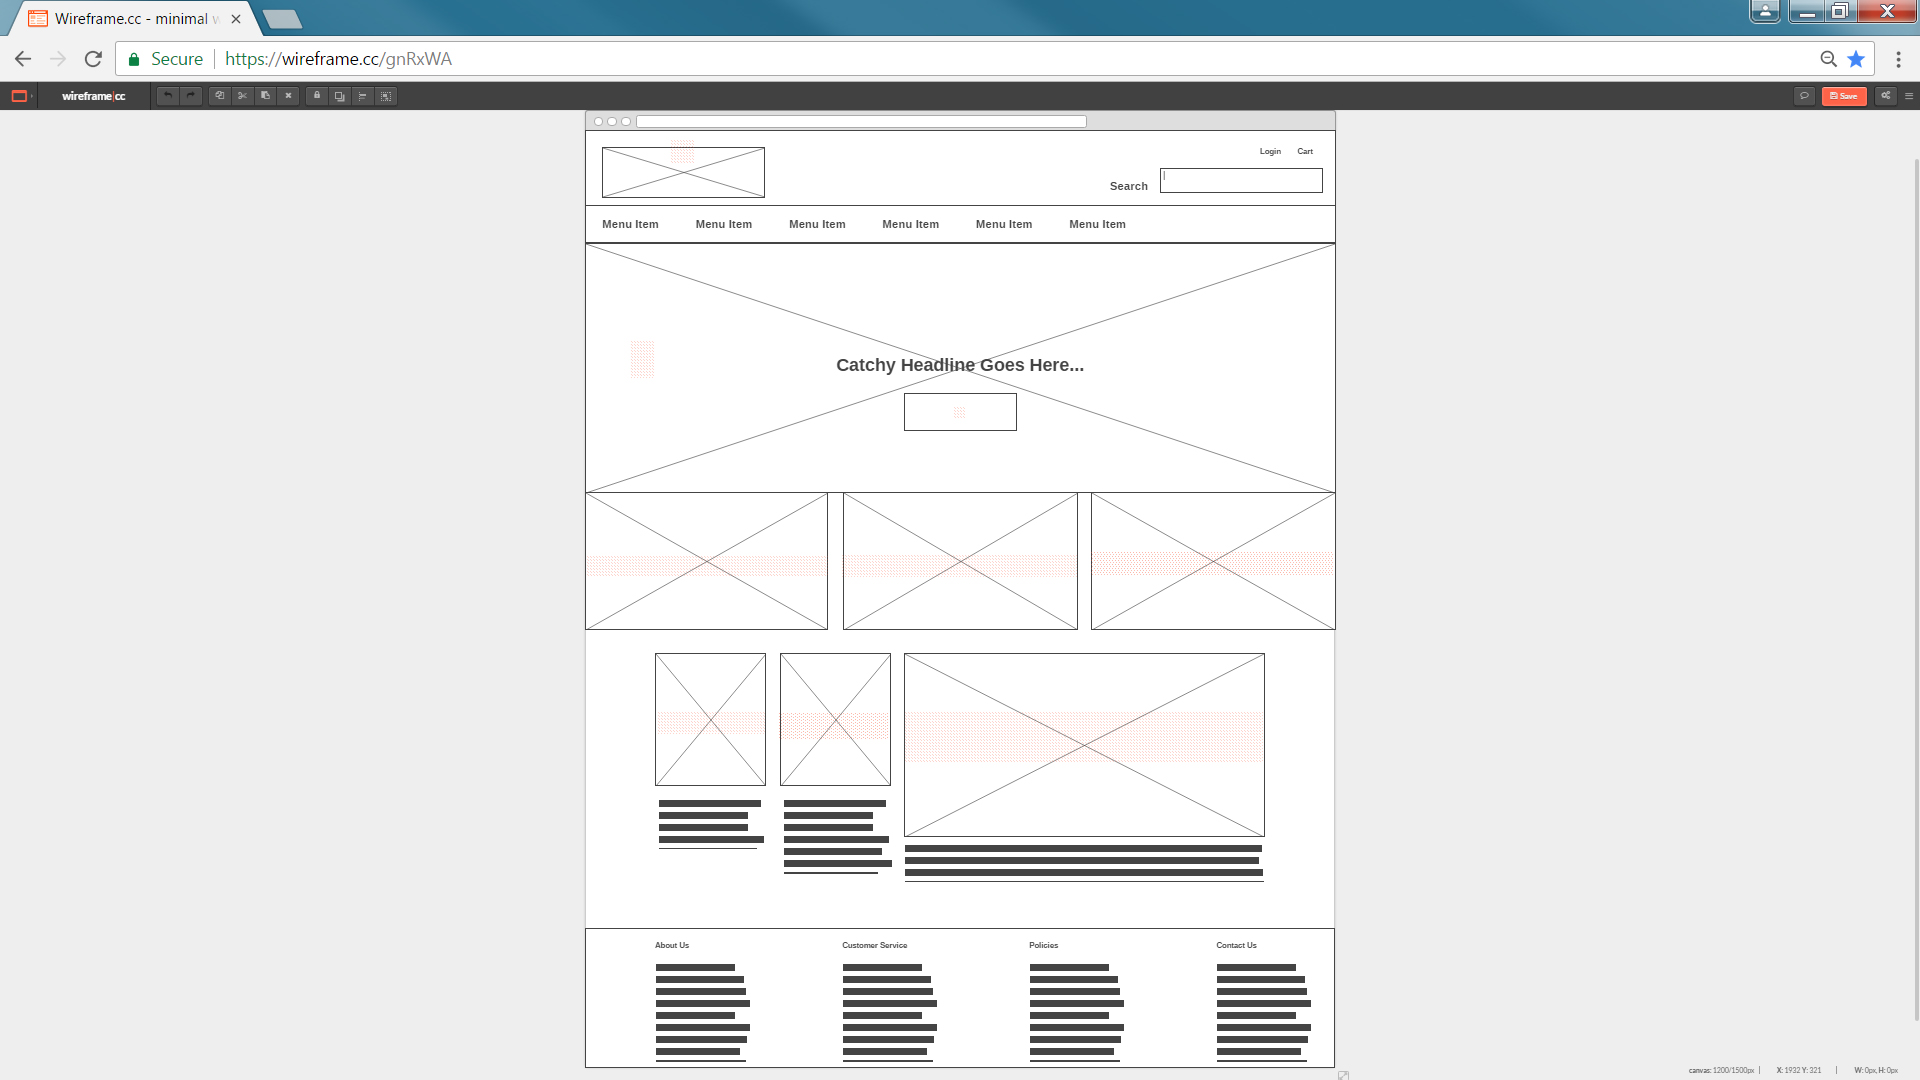 Wireframe.cc - minimal
Secure
https://wireframe.cc/gnRxWA
wireframe|cc
Save
Login Cart
Search
Menu Item Menu Item Menu Item Menu Item Menu Item Menu Item
Catchy Headline Goes Here...
About Us Customer Service Policies Contact Us
canvas: 1200/1500px | X: 1932 Y: 321 | W: 0px, H: 0px